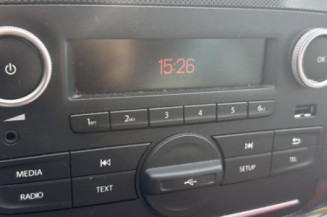 15:26
OK
1 2 3 4 5 6
MEDIA
RADIO
TEXT
SETUP
TEL